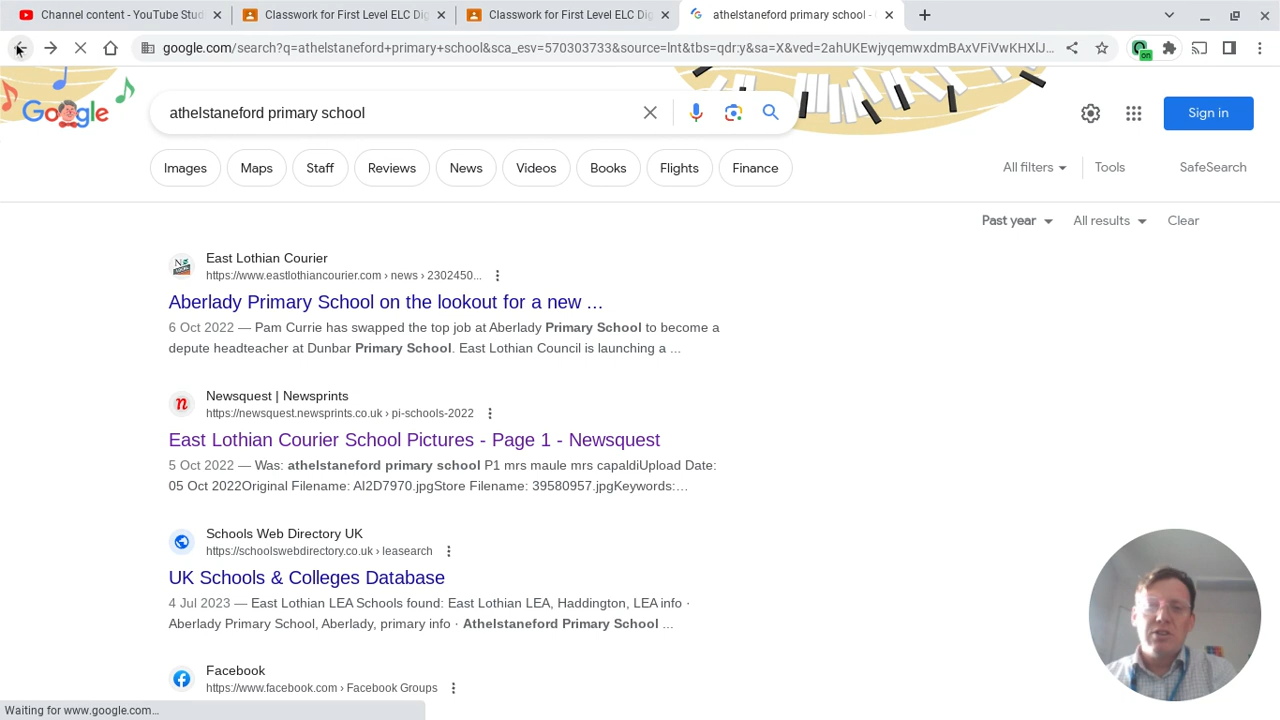 Channel content - YouTube Stud
Classwork for First Level ELC Dig
Classwork for First Level ELC Dig
athelstaneford primary school -
google.com/search?q=athelstaneford+primary+school&sca_esv=570303733&source=lnt&tbs=qdr:y&sa=X&ved=2ahUKEwjyqemwxdmBAxVFiVwKHXlJ...
on
Google
athelstaneford primary school
Sign in
Images
Maps
Staff
Reviews
News
Videos
Books
Flights
Finance
All filters
Tools
SafeSearch
Past year
All results
Clear
East Lothian Courier
https://www.eastlothiancourier.com › news › 2302450...
Aberlady Primary School on the lookout for a new ...
6 Oct 2022 — Pam Currie has swapped the top job at Aberlady Primary School to become a
depute headteacher at Dunbar Primary School. East Lothian Council is launching a ...
Newsquest | Newsprints
https://newsquest.newsprints.co.uk › pi-schools-2022
East Lothian Courier School Pictures - Page 1 - Newsquest
5 Oct 2022 — Was: athelstaneford primary school P1 mrs maule mrs capaldiUpload Date:
05 Oct 2022Original Filename: AI2D7970.jpgStore Filename: 39580957.jpgKeywords:...
Schools Web Directory UK
https://schoolswebdirectory.co.uk › leasearch
UK Schools & Colleges Database
4 Jul 2023 — East Lothian LEA Schools found: East Lothian LEA, Haddington, LEA info ·
Aberlady Primary School, Aberlady, primary info · Athelstaneford Primary School ...
Facebook
https://www.facebook.com › Facebook Groups
Waiting for www.google.com...